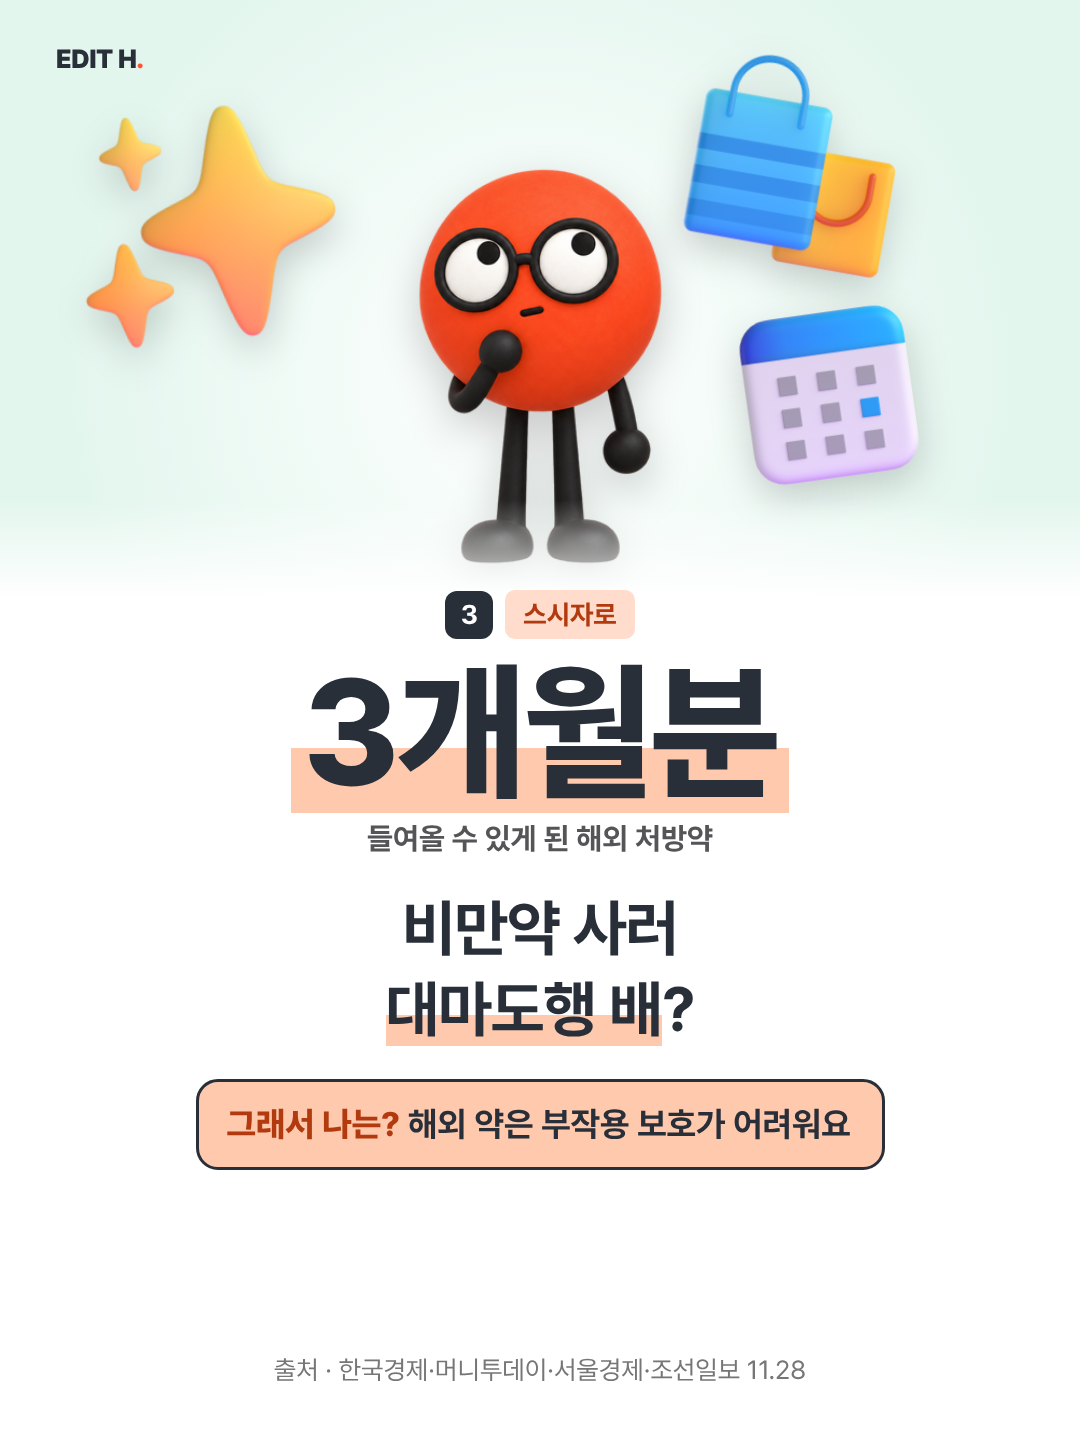 EDIT H.
3 스시자로
3개월분
들여올 수 있게 된 해외 처방약
비만약 사러
대마도행 배?
그래서 나는? 해외 약은 부작용 보호가 어려워요
출처 · 한국경제·머니투데이·서울경제·조선일보 11.28